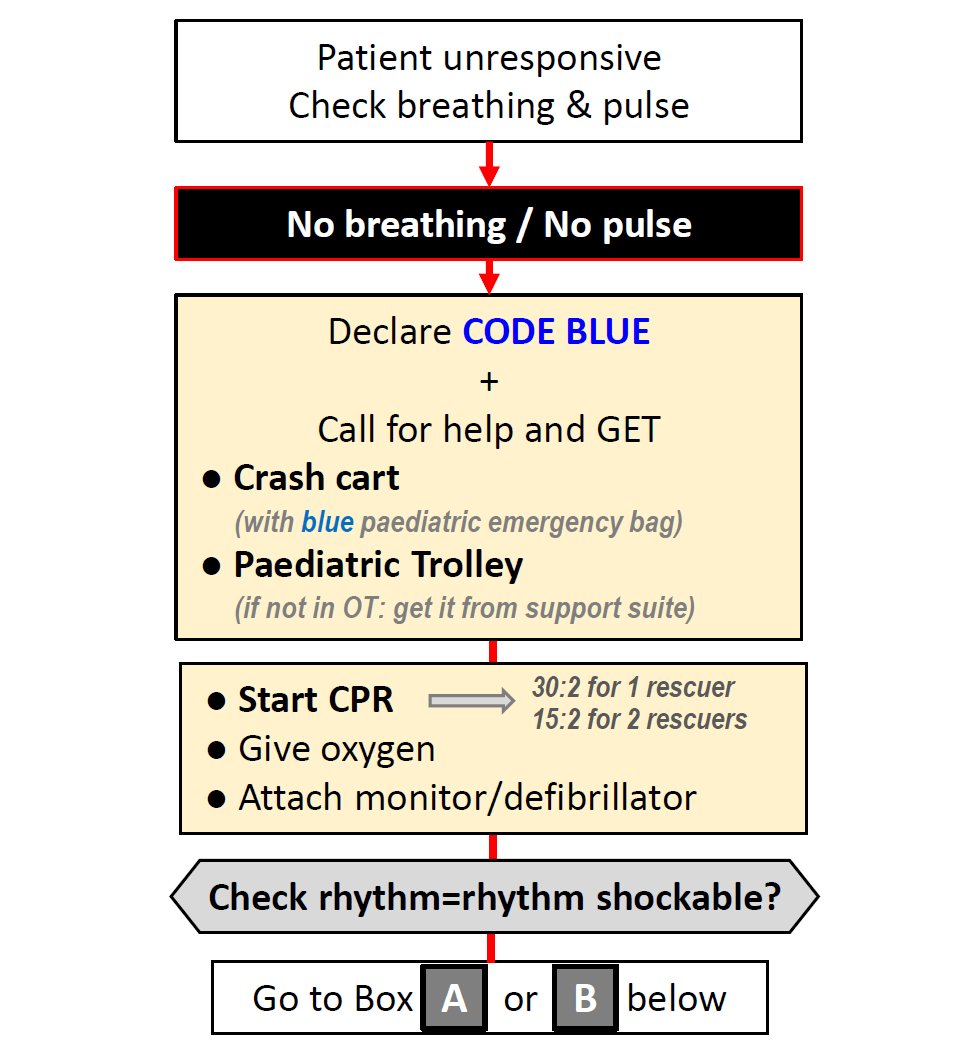 Patient unresponsive
Check breathing & pulse
No breathing / No pulse
Declare CODE BLUE
+
Call for help and GET
● Crash cart
(with blue paediatric emergency bag)
● Paediatric Trolley
(if not in OT: get it from support suite)
● Start CPR
30:2 for 1 rescuer
15:2 for 2 rescuers
● Give oxygen
● Attach monitor/defibrillator
Check rhythm=rhythm shockable?
Go to Box A or B below